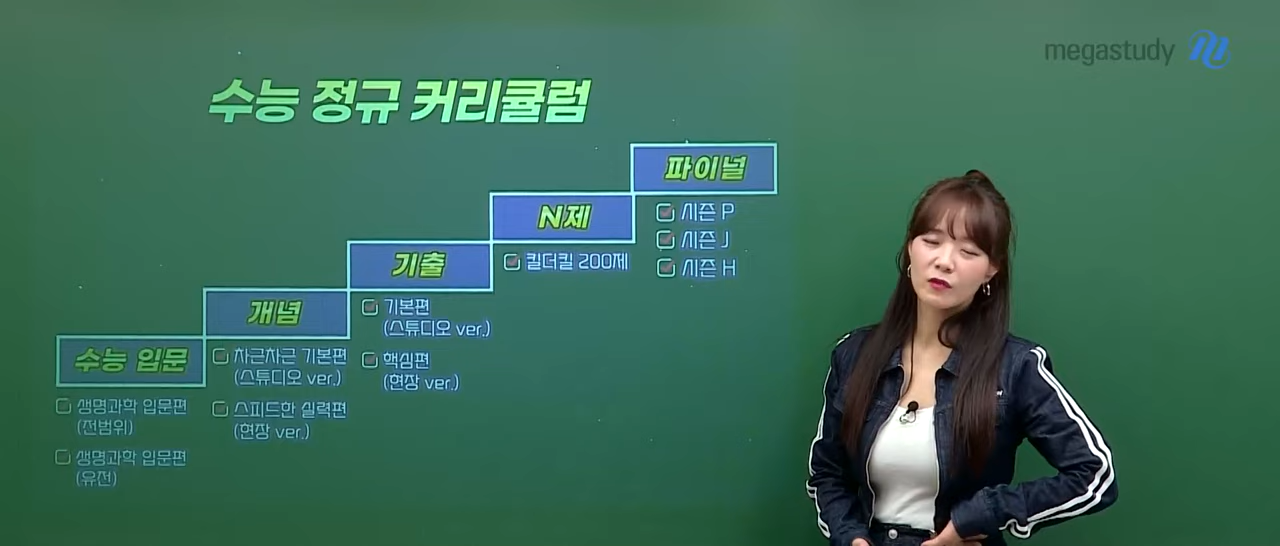 megastudy
수능 정규 커리큘럼
수능 입문
생명과학 입문편
(전범위)
생명과학 입문편
(유전)
개념
차근차근 기본편
(스튜디오 ver.)
스피드한 실력편
(현장 ver.)
기출
기본편
(스튜디오 ver.)
핵심편
(현장 ver.)
N제
킬더킬 200제
파이널
시즌 P
시즌 J
시즌 H